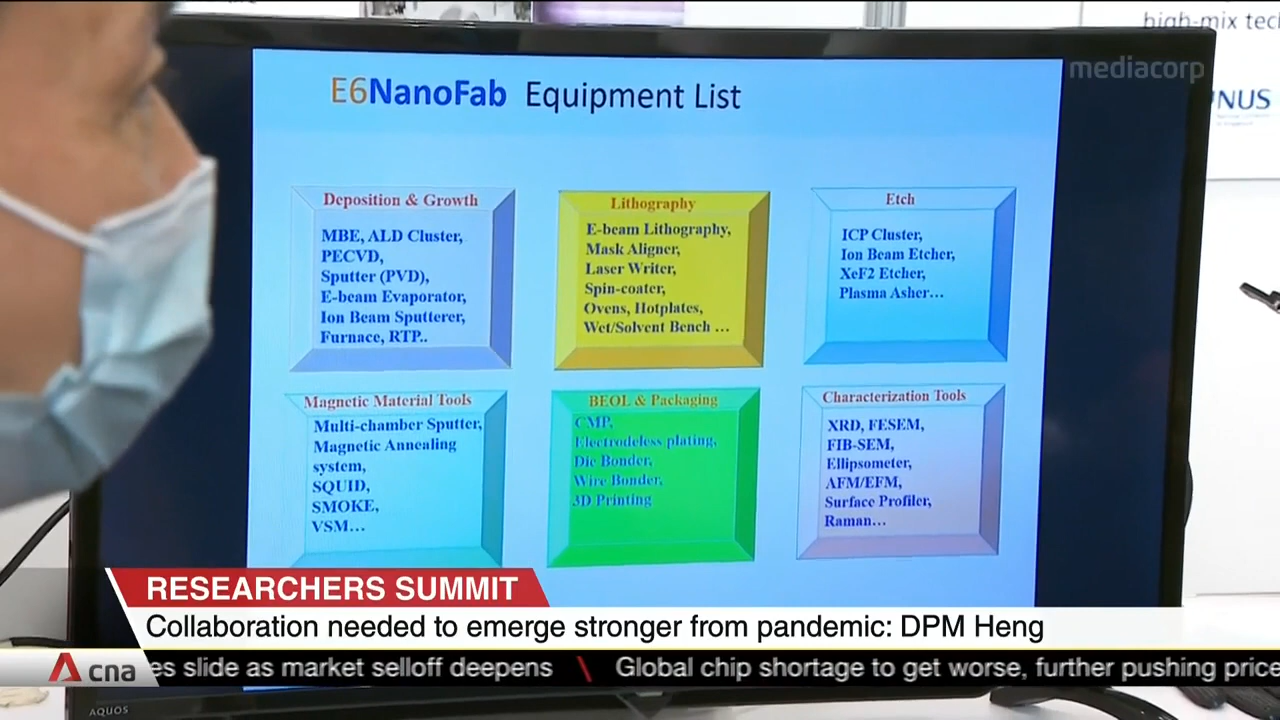 high-mix tec
mediacorp
NUS
E6NanoFab Equipment List
Deposition & Growth
MBE, ALD Cluster,
PECVD,
Sputter (PVD),
E-beam Evaporator,
Ion Beam Sputterer,
Furnace, RTP..
Lithography
E-beam Lithography,
Mask Aligner,
Laser Writer,
Spin-coater,
Ovens, Hotplates,
Wet/Solvent Bench ...
Etch
ICP Cluster,
Ion Beam Etcher,
XeF2 Etcher,
Plasma Asher...
Magnetic Material Tools
Multi-chamber Sputter,
Magnetic Annealing
system,
SQUID,
SMOKE,
VSM...
BEOL & Packaging
CMP,
Electrodeless plating,
Die Bonder,
Wire Bonder,
3D Printing
Characterization Tools
XRD, FESEM,
FIB-SEM,
Ellipsometer,
AFM/EFM,
Surface Profiler,
Raman...
RESEARCHERS SUMMIT
Collaboration needed to emerge stronger from pandemic: DPM Heng
cna
es slide as market selloff deepens \ Global chip shortage to get worse, further pushing price
AQUOS